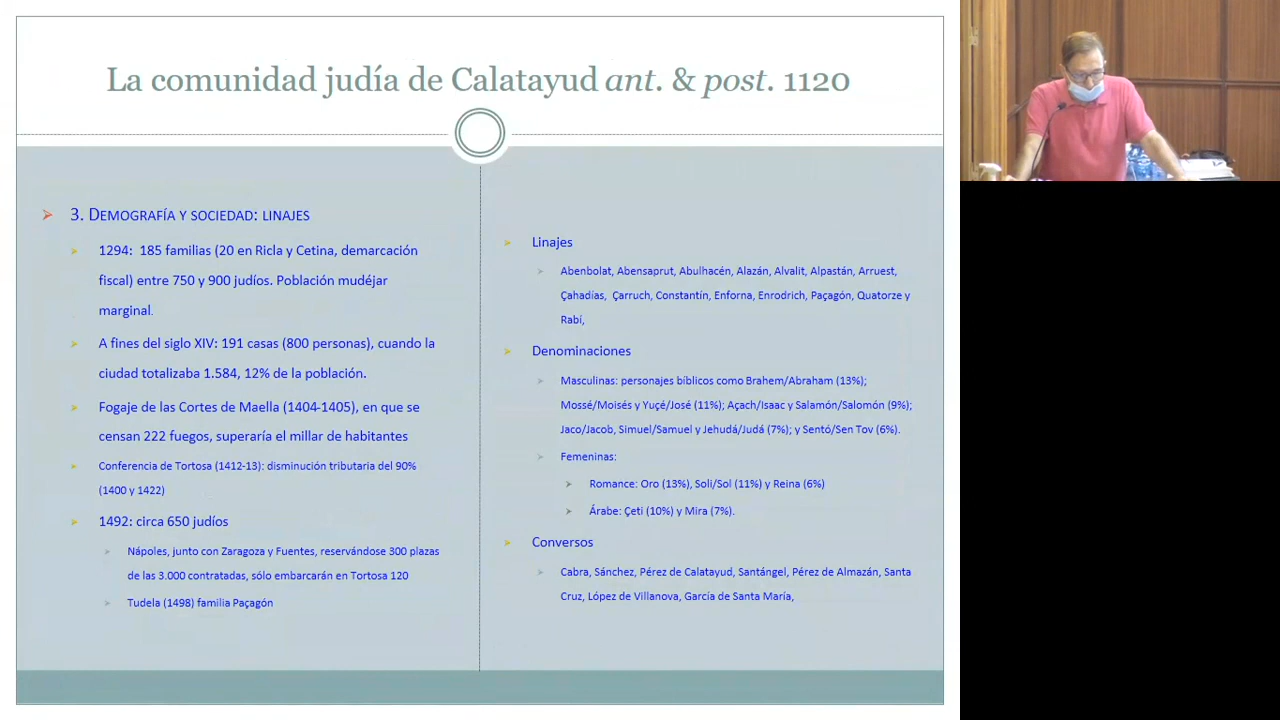 La comunidad judía de Calatayud ant. & post. 1120
3. DEMOGRAFÍA Y SOCIEDAD: LINAJES
1294: 185 familias (20 en Ricla y Cetina, demarcación
fiscal) entre 750 y 900 judíos. Población mudéjar
marginal.
A fines del siglo XIV: 191 casas (800 personas), cuando la
ciudad totalizaba 1.584, 12% de la población.
Fogaje de las Cortes de Maella (1404-1405), en que se
censan 222 fuegos, superaría el millar de habitantes
Conferencia de Tortosa (1412-13): disminución tributaria del 90%
(1400 y 1422)
1492: circa 650 judíos
Nápoles, junto con Zaragoza y Fuentes, reservándose 300 plazas
de las 3.000 contratadas, sólo embarcarán en Tortosa 120
Tudela (1498) familia Paçagón
Linajes
Abenbolat, Abensaprut, Abulhacén, Alazán, Alvalit, Alpastán, Arruest,
Çahadías, Çarruch, Constantín, Enforna, Enrodrich, Paçagón, Quatorze y
Rabí,
Denominaciones
Masculinas: personajes bíblicos como Brahem/Abraham (13%);
Mossé/Moisés y Yuçé/José (11%); Açach/Isaac y Salamón/Salomón (9%);
Jaco/Jacob, Simuel/Samuel y Jehudá/Judá (7%); y Sentó/Sen Tov (6%).
Femeninas:
Romance: Oro (13%), Soli/Sol (11%) y Reina (6%)
Árabe: Çeti (10%) y Mira (7%).
Conversos
Cabra, Sánchez, Pérez de Calatayud, Santángel, Pérez de Almazán, Santa
Cruz, López de Villanova, García de Santa María,